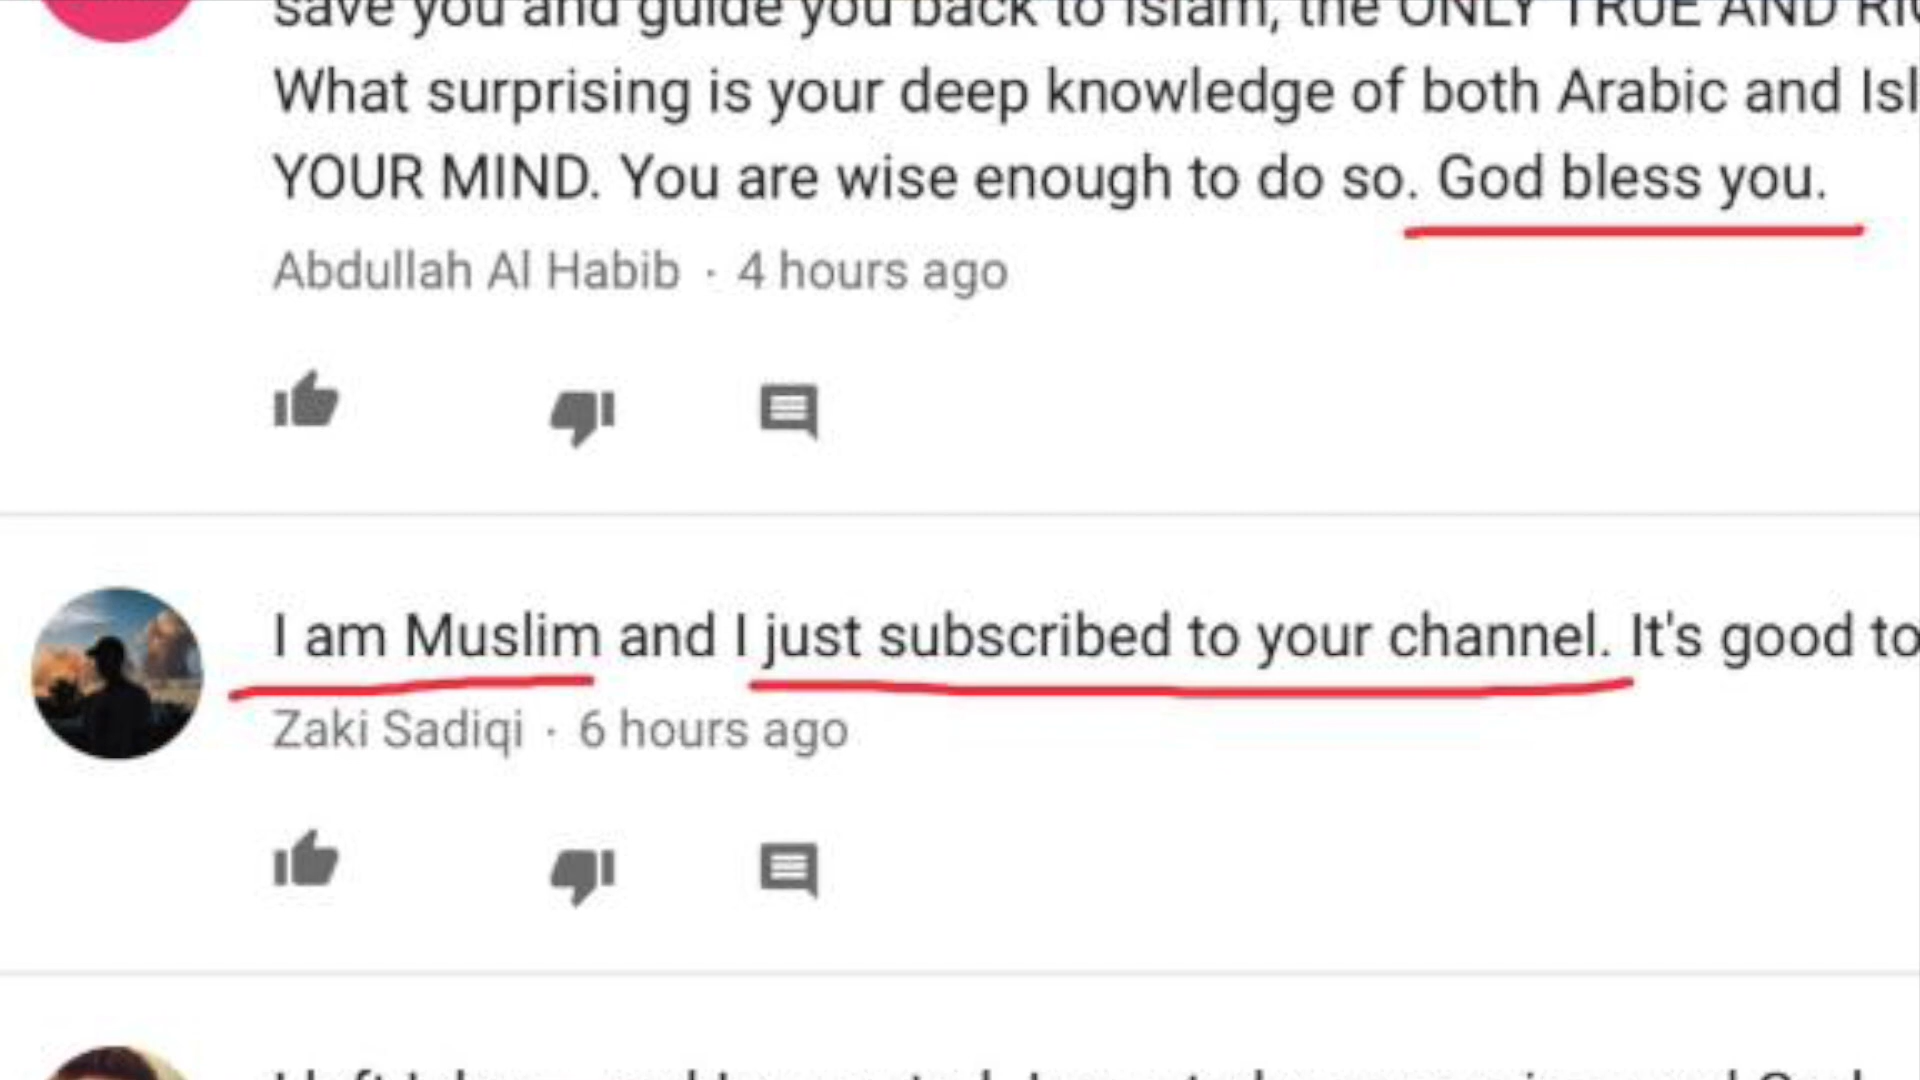 save you and guide you back to Islam, the ONLY TRUE AND
What surprising is your deep knowledge of both Arabic and
YOUR MIND. You are wise enough to do so. God bless you.
Abdullah Al Habib · 4 hours ago
I am Muslim and I just subscribed to your channel. It's good to
Zaki Sadiqi · 6 hours ago